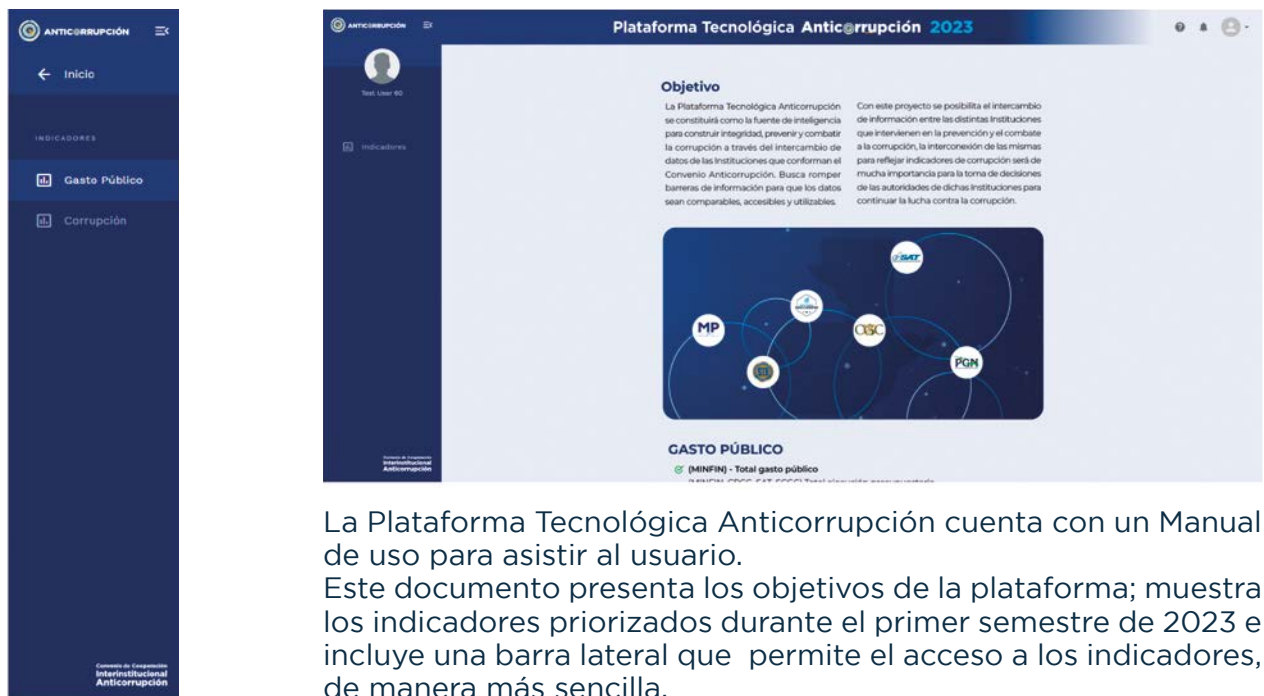 ANTICORRUPCIÓN
Inicio
INDICADORES
Gasto Público
Corrupción
Convenio de Cooperación
Interinstitucional
Anticorrupción
ANTICORRUPCIÓN
Plataforma Tecnológica Antic@rrupción 2023
Test User 60
Indicadores
Objetivo
La Plataforma Tecnológica Anticorrupción
se constituirá como la fuente de inteligencia
para construir integridad, prevenir y combatir
la corrupción a través del intercambio de
datos de las Instituciones que conforman el
Convenio Anticorrupción. Busca romper
barreras de información para que los datos
sean comparables, accesibles y utilizables.
Con este proyecto se posibilita el intercambio
de información entre las distintas Instituciones
que intervienen en la prevención y el combate
a la corrupción, la interconexión de las mismas
para reflejar indicadores de corrupción será de
mucha importancia para la toma de decisiones
de las autoridades de dichas Instituciones para
continuar la lucha contra la corrupción.
SAT
MP
CGC
PGN
GASTO PÚBLICO
(MINFIN) - Total gasto público
Convenio de Cooperación
Interinstitucional
Anticorrupción
La Plataforma Tecnológica Anticorrupción cuenta con un Manual
de uso para asistir al usuario.
Este documento presenta los objetivos de la plataforma; muestra
los indicadores priorizados durante el primer semestre de 2023 e
incluye una barra lateral que permite el acceso a los indicadores,
de manera más sencilla.